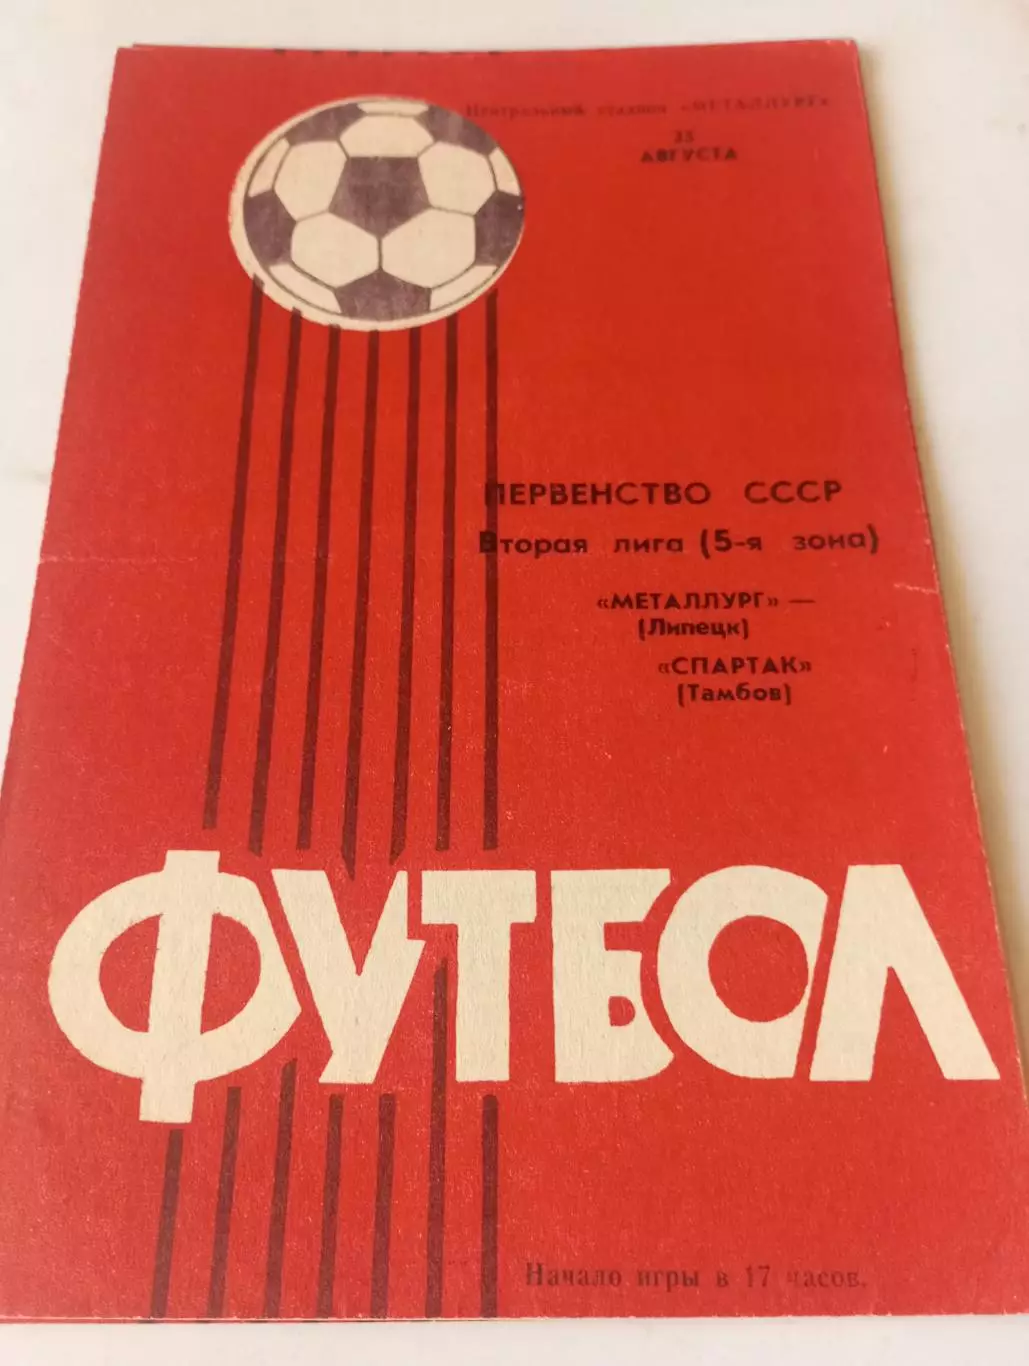 Центральный стадион «МЕТАЛЛУРГ»
АВГУСТА
ПЕРВЕНСТВО СССР
Вторая лига (5-я зона)
«МЕТАЛЛУРГ» —
(Липецк)
«СПАРТАК»
(Тамбов)
ФУТБОЛ
Начало игры в 17 часов.